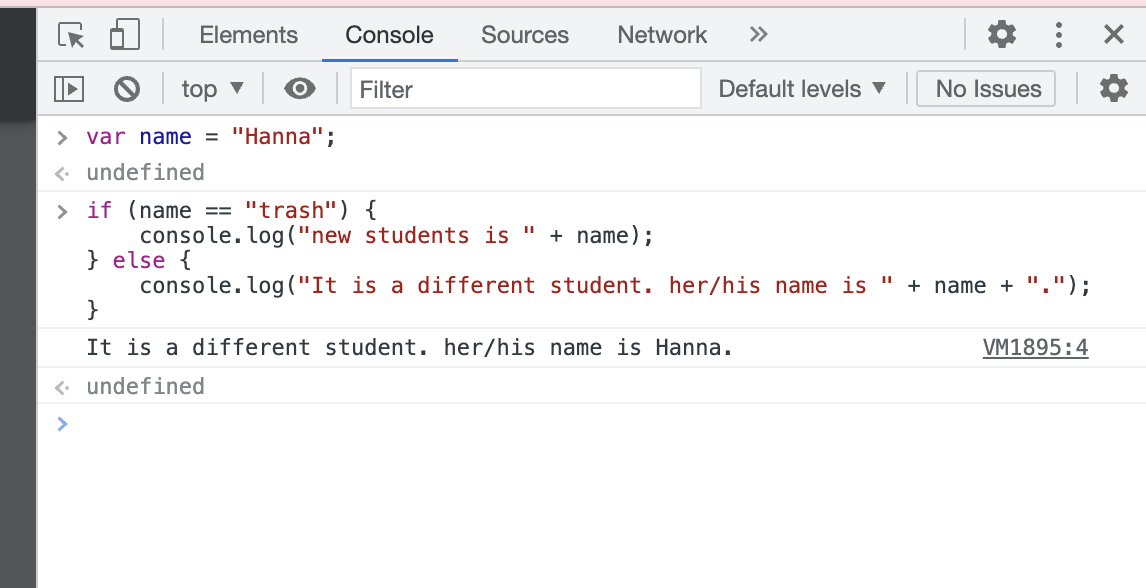 Elements Console Sources Network »
top ▼ Filter Default levels ▼ No Issues
> var name = "Hanna";
<· undefined
> if (name == "trash") {
    console.log("new students is " + name);
} else {
    console.log("It is a different student. her/his name is " + name + ".");
}
It is a different student. her/his name is Hanna. VM1895:4
<· undefined
>